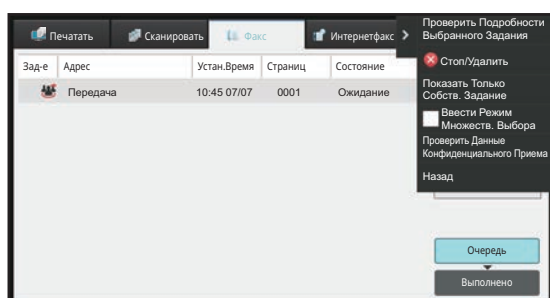 Печатать
Сканировать
Факс
Интернетфакс
Зад-е Адрес Устан.Время Страниц Состояние
Передача 10:45 07/07 0001 Ожидание
Проверить Подробности
Выбранного Задания
Стоп/Удалить
Показать Только
Собств. Задание
Ввести Режим
Множеств. Выбора
Проверить Данные
Конфиденциального Приема
Назад
Очередь
Выполнено